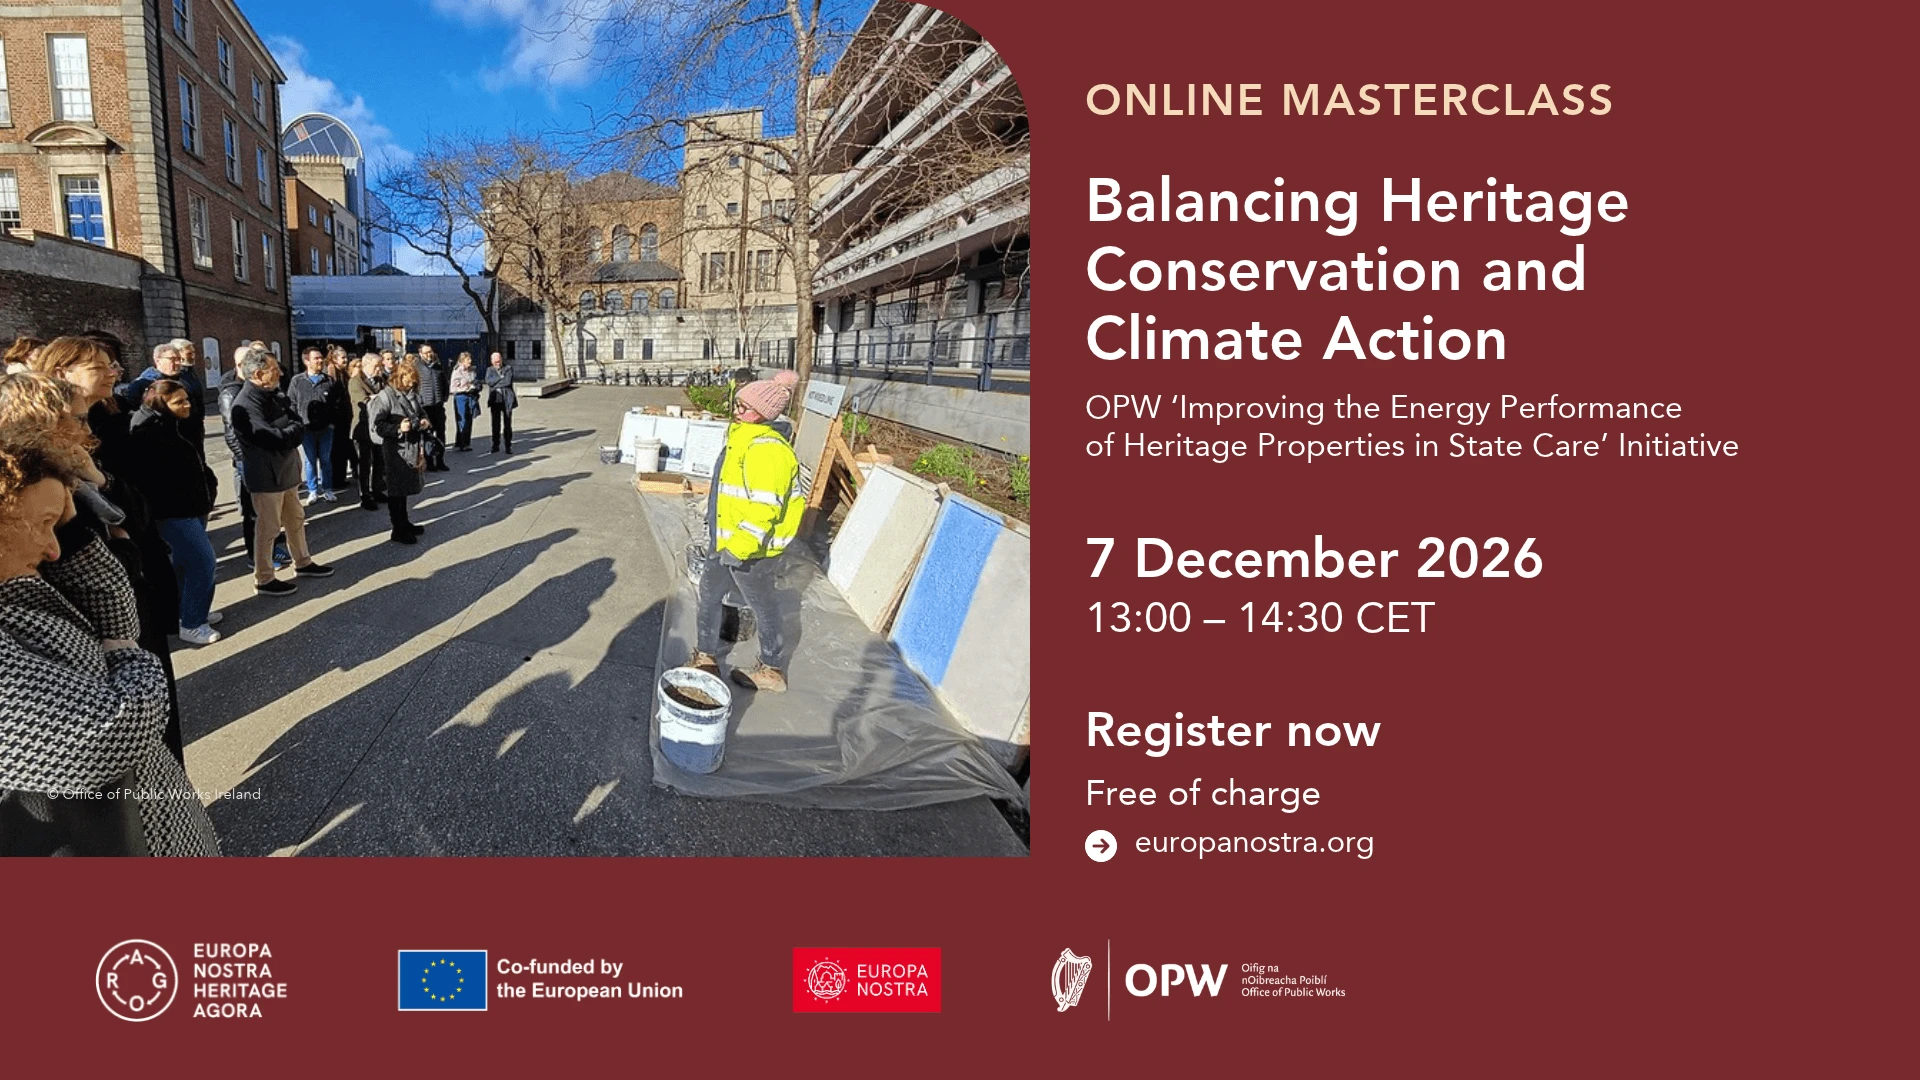 ONLINE MASTERCLASS
Balancing Heritage
Conservation and
Climate Action
OPW ‘Improving the Energy Performance
of Heritage Properties in State Care’ Initiative
7 December 2026
13:00 – 14:30 CET
Register now
Free of charge
europanostra.org
© Office of Public Works Ireland
A
R G
O
EUROPA
NOSTRA
HERITAGE
AGORA
Co-funded by
the European Union
EUROPA
NOSTRA
OPW
Oifig na
nOibreacha Poiblí
Office of Public Works